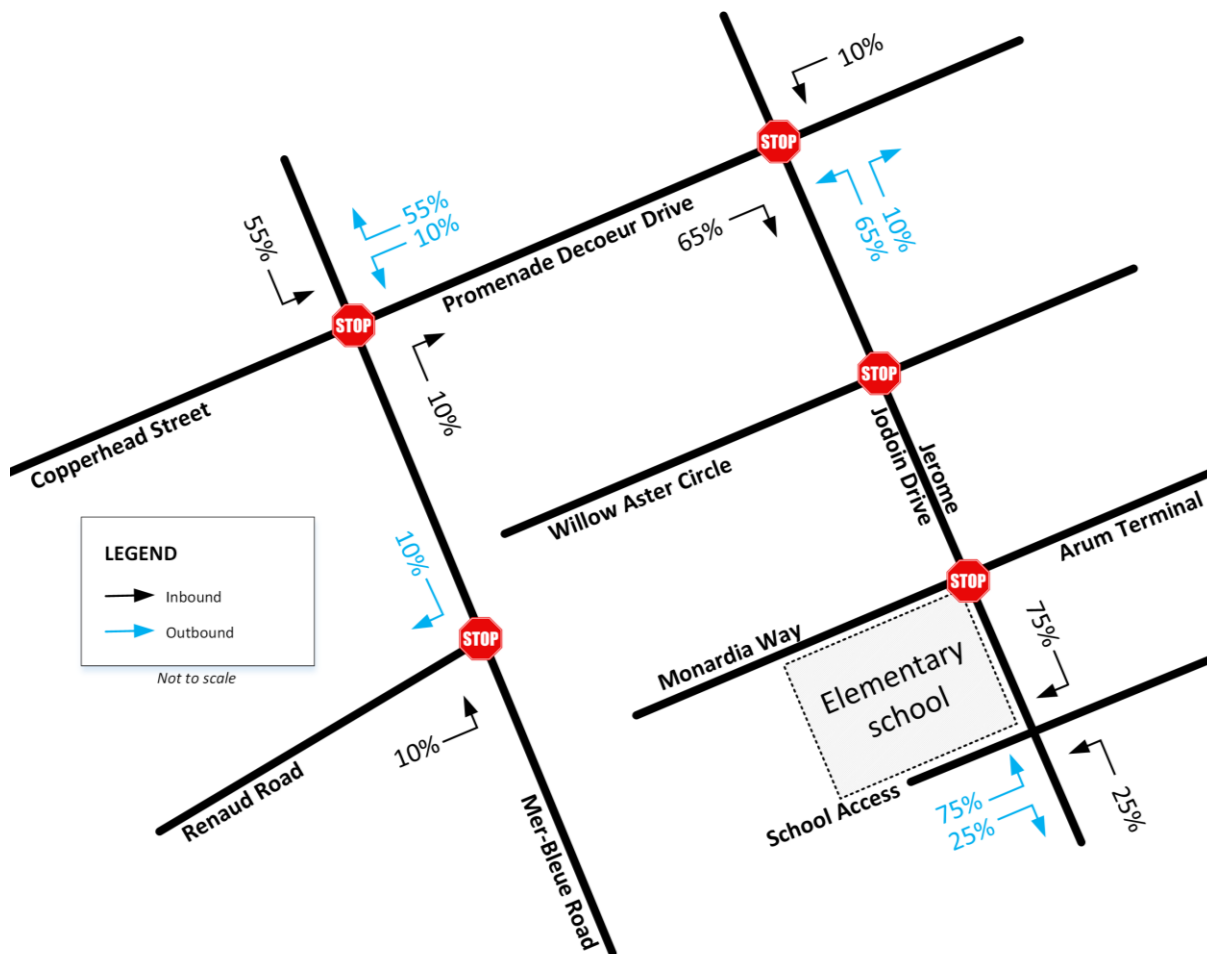 10%
STOP
55%
10%
55%
10%
65%
65%
Promenade Decoeur Drive
STOP
10%
STOP
Copperhead Street
Willow Aster Circle
Jerome
Jodoin Drive
Arum Terminal
LEGEND
Inbound
Outbound
Not to scale
10%
STOP
10%
Renaud Road
Mer-Bleue Road
STOP
Monardia Way
Elementary
school
75%
School Access
75%
25%
25%